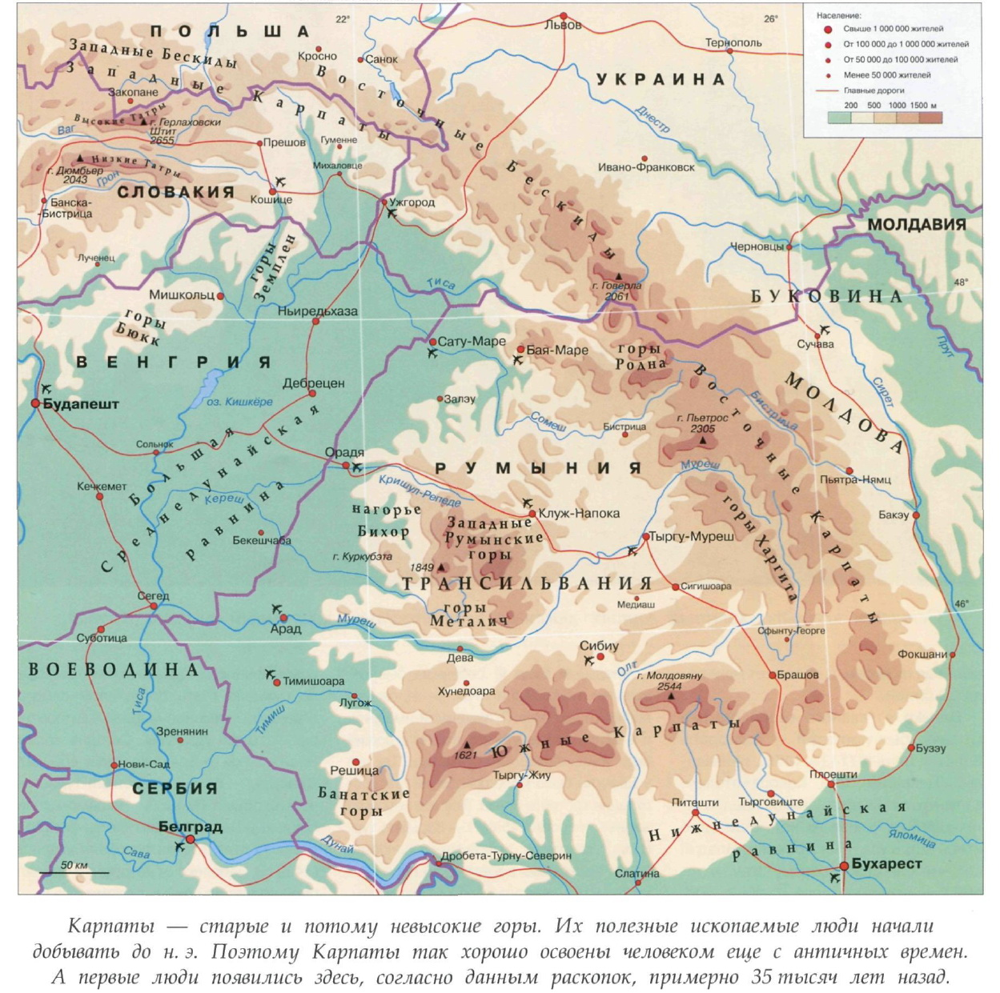 ПОЛЬША
22°
Львов
26°
Население:
Свыше 1 000 000 жителей
От 100 000 до 1 000 000 жителей
От 50 000 до 100 000 жителей
Менее 50 000 жителей
Главные дороги
200 500 1000 1500 м
Западные Бескиды
Кросно
Санок
Тернополь
УКРАИНА
Западные Карпаты
Восточные Бескиды
Закопане
Высокие Татры
г. Герлаховски
Штит
2655
Днестр
Ваг
Прешов
Гуменне
Низкие Татры
г. Дюмбьер
2043
Грон
Михаловце
Ивано-Франковск
СЛОВАКИЯ
Кошице
Ужгород
Банска-
-Бистрица
МОЛДАВИЯ
Черновцы
горы
Земплен
Лученец
Тиса
г. Говерла
2061
48°
БУКОВИНА
Мишкольц
Ньиредьхаза
горы
Бюкк
Сату-Маре
Бая-Маре
горы
Родна
Сучава
Прут
ВЕНГРИЯ
Восточные Карпаты
МОЛДОВА
Сирет
Дебрецен
Залэу
Бистрица
Будапешт
оз. Кишкёре
Сомеш
Бистрица
г. Пьетрос
2305
Сольнок
Большая
Среднедунайская
равнина
Орадя
РУМЫНИЯ
Муреш
Пьятра-Нямц
Кечкемет
Кереш
Кришул-Репеде
нагорье
Бихор
Клуж-Напока
Западные
Румынские
горы
горы Харгита
Бакэу
Бекешчаба
г. Куркубэта
1849
Тыргу-Муреш
ТРАНСИЛЬВАНИЯ
Сигишоара
Медиаш
46°
Сегед
горы
Металич
Арад
Муреш
Суботица
Сфынту-Георге
Дева
Сибиу
Фокшани
ВОЕВОДИНА
Олт
г. Молдовяну
2544
Брашов
Тимишоара
Хунедоара
Лугож
Тиса
Тимиш
Зренянин
Южные Карпаты
1621
Буззу
Нови-Сад
Решица
Тыргу-Жиу
Плоешти
СЕРБИЯ
Банатские
горы
Питешти
Тырговиште
Нижнедунайская
равнина
Белград
Дунай
Яломица
Сава
50 км
Дробета-Турну-Северин
Слатина
Бухарест
Карпаты — старые и потому невысокие горы. Их полезные ископаемые люди начали
добывать до н. э. Поэтому Карпаты так хорошо освоены человеком еще с античных времен.
А первые люди появились здесь, согласно данным раскопок, примерно 35 тысяч лет назад.